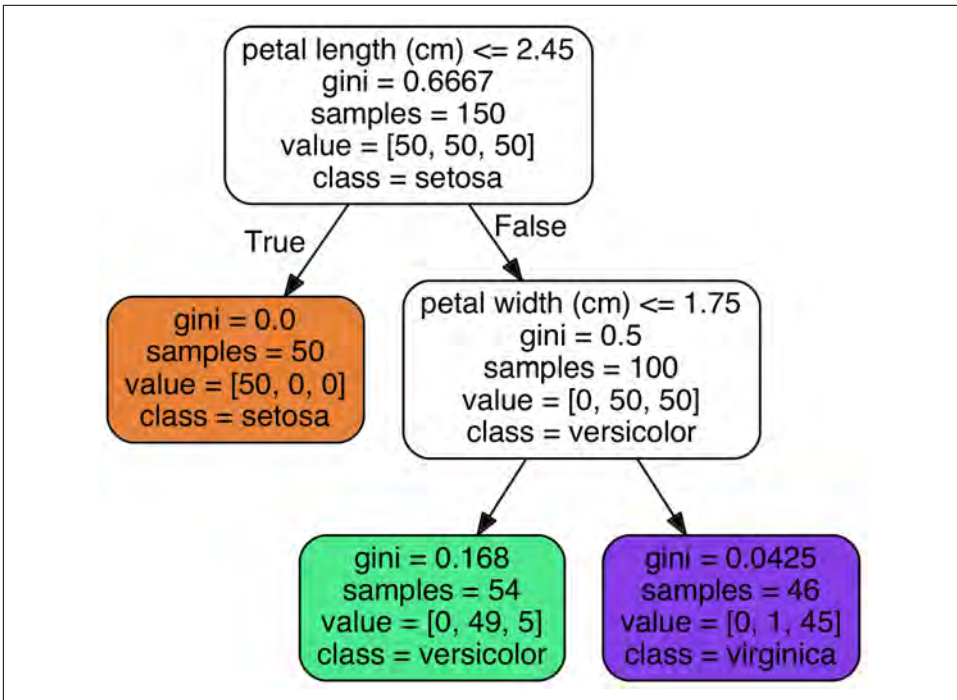 petal length (cm) <= 2.45
gini = 0.6667
samples = 150
value = [50, 50, 50]
class = setosa
True
False
gini = 0.0
samples = 50
value = [50, 0, 0]
class = setosa
petal width (cm) <= 1.75
gini = 0.5
samples = 100
value = [0, 50, 50]
class = versicolor
gini = 0.168
samples = 54
value = [0, 49, 5]
class = versicolor
gini = 0.0425
samples = 46
value = [0, 1, 45]
class = virginica